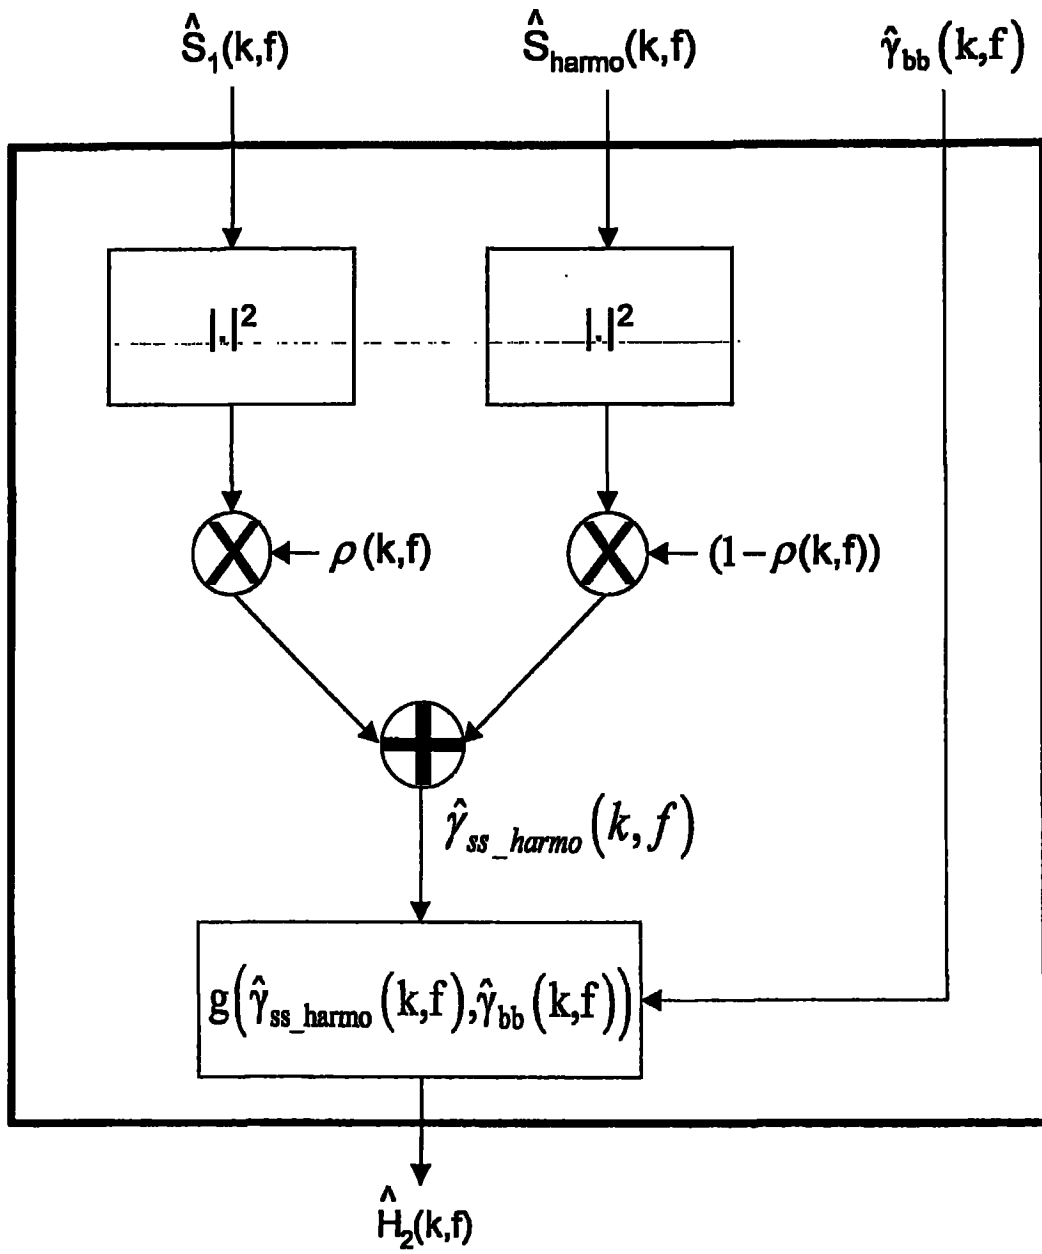 Ŝ₁(k,f) Ŝharmo(k,f) γ̂bb(k,f)
|.|² |.|²
ρ(k,f) (1−ρ(k,f))
γ̂ss_harmo(k,f)
g(γ̂ss_harmo(k,f),γ̂bb(k,f))
Ĥ₂(k,f)